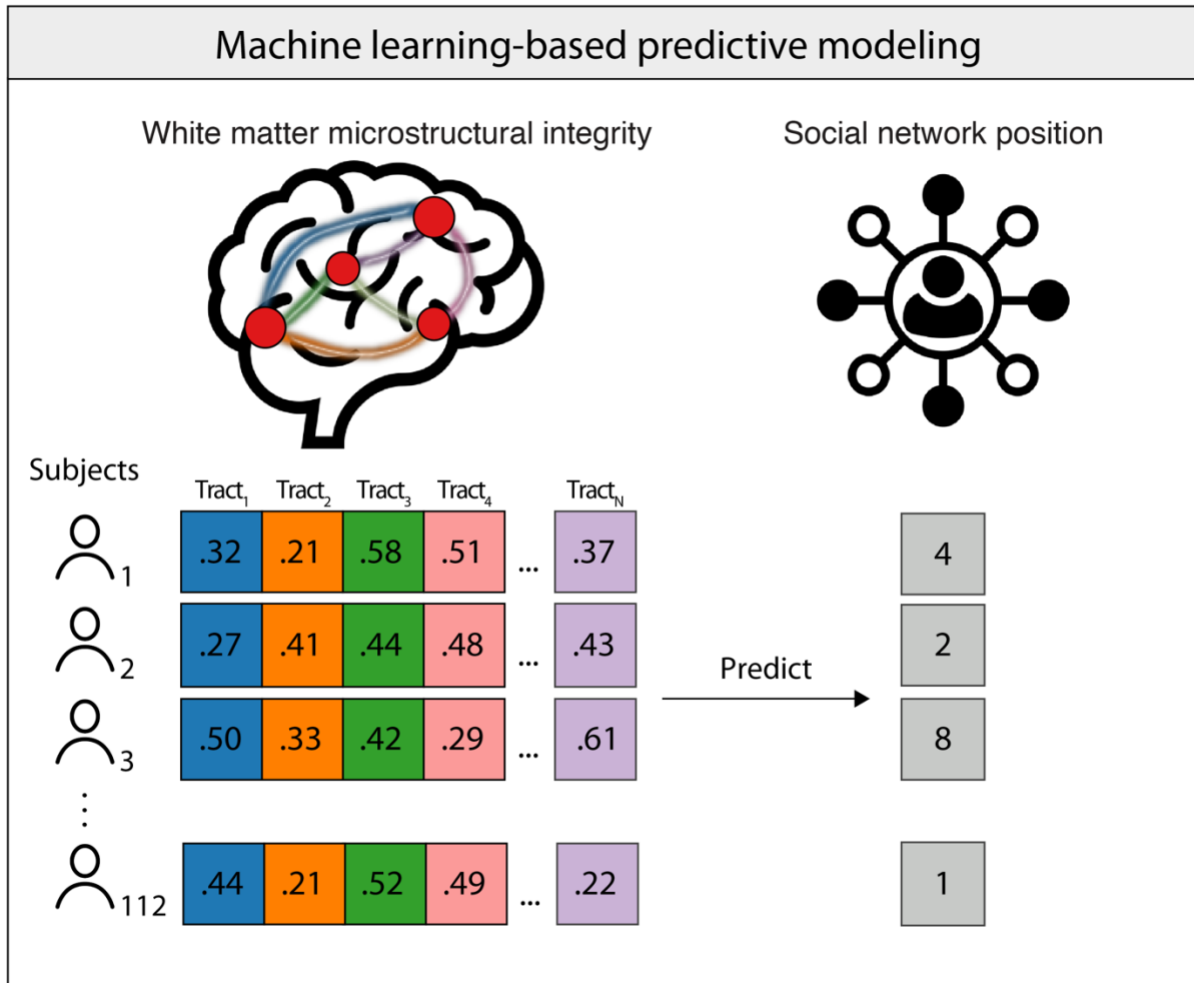 Machine learning-based predictive modeling
White matter microstructural integrity
Social network position
Subjects
Tract1 Tract2 Tract3 Tract4 TractN
1 .32 .21 .58 .51 ... .37 4
2 .27 .41 .44 .48 ... .43 2
Predict
3 .50 .33 .42 .29 ... .61 8
112 .44 .21 .52 .49 ... .22 1